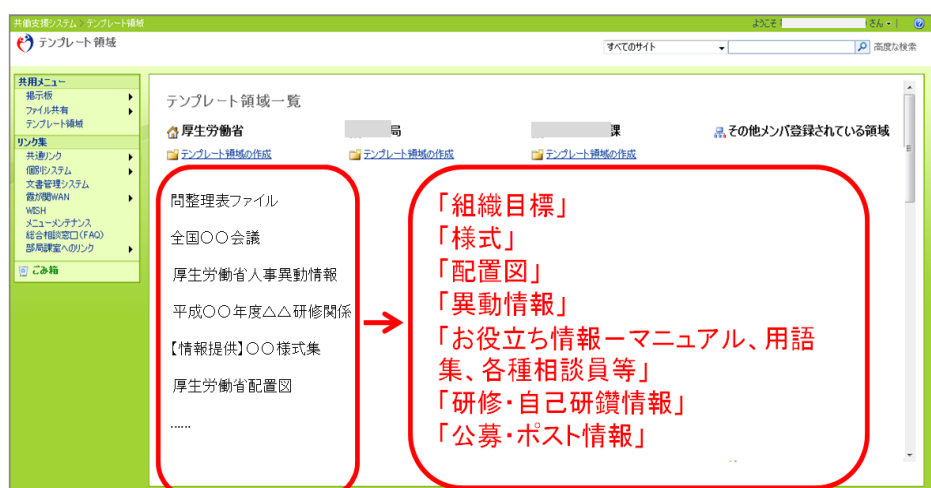 共働支援システム > テンプレート領域
ようこそ さん
テンプレート領域
すべてのサイト
高度な検索
共用メニュー
掲示板
ファイル共有
テンプレート領域
リンク集
共通リンク
個別システム
文書管理システム
霞が関WAN
WISH
メニューメンテナンス
総合相談窓口(FAQ)
部局課室へのリンク
ごみ箱
テンプレート領域一覧
厚生労働省 局 課 その他メンバ登録されている領域
テンプレート領域の作成 テンプレート領域の作成 テンプレート領域の作成
問整理表ファイル
全国〇〇会議
厚生労働省人事異動情報
平成〇〇年度△△研修関係
【情報提供】〇〇様式集
厚生労働省配置図
......
「組織目標」
「様式」
「配置図」
「異動情報」
「お役立ち情報ーマニュアル、用語
集、各種相談員等」
「研修・自己研鑽情報」
「公募・ポスト情報」